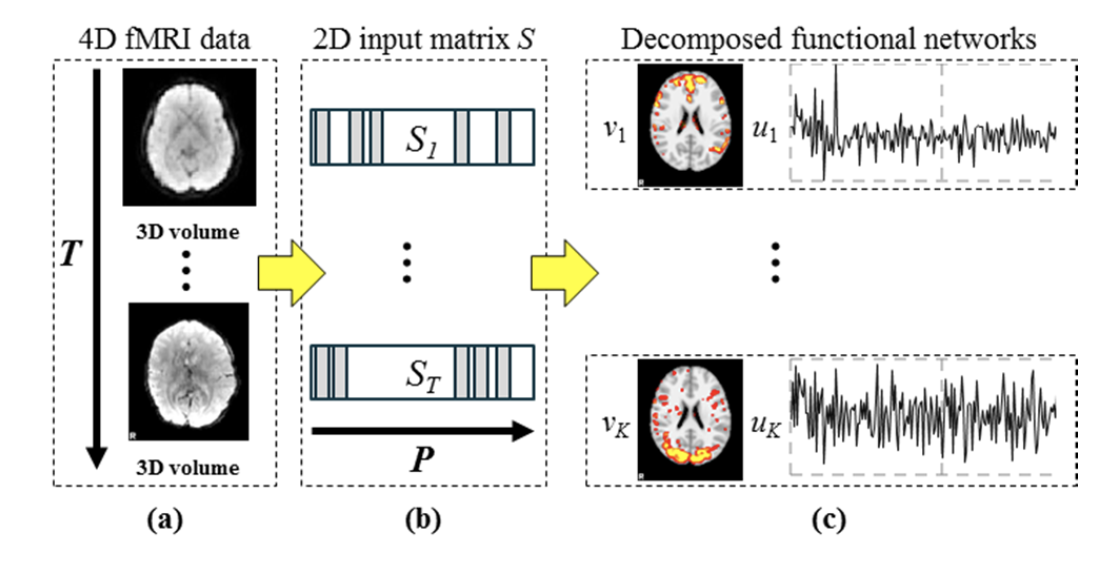 4D fMRI data
2D input matrix S
Decomposed functional networks
T
3D volume
3D volume
R
(a)
S1
ST
P
(b)
v1
R
u1
vK
R
uK
(c)